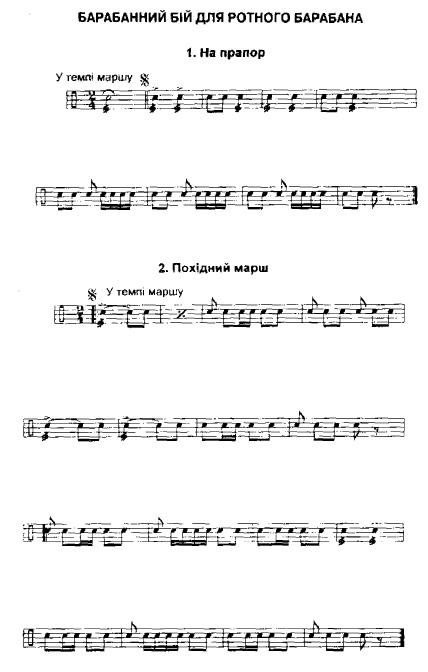 БАРАБАННИЙ БІЙ ДЛЯ РОТНОГО БАРАБАНА
1. На прапор
У темпі маршу
2. Похідний марш
У темпі маршу